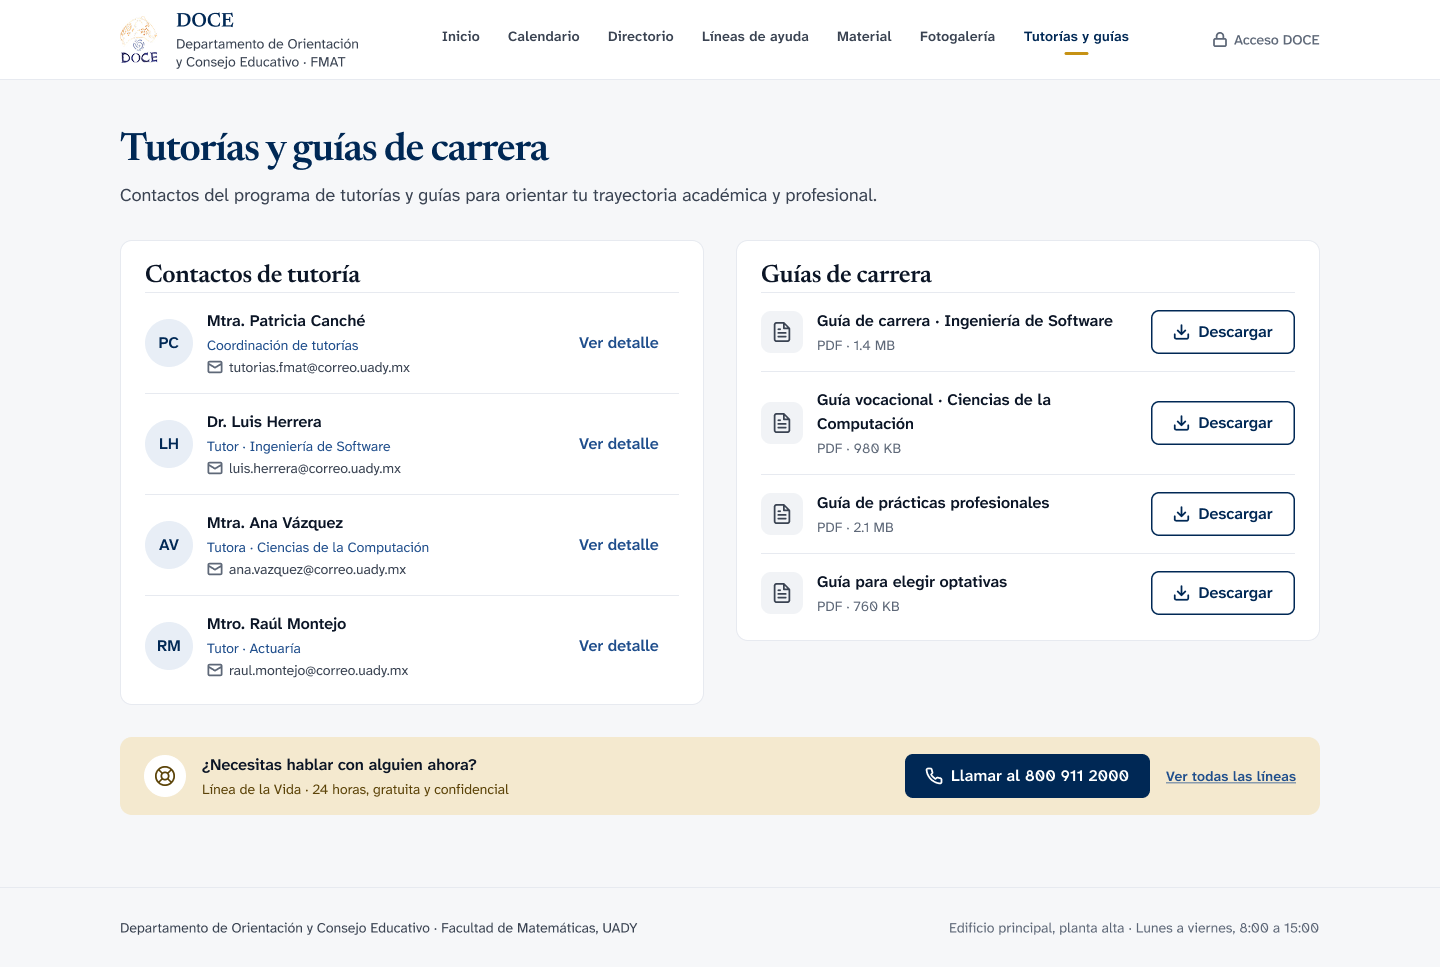 DOCE
DOCE
Departamento de Orientación
y Consejo Educativo · FMAT
Inicio
Calendario
Directorio
Líneas de ayuda
Material
Fotogalería
Tutorías y guías
Acceso DOCE
Tutorías y guías de carrera
Contactos del programa de tutorías y guías para orientar tu trayectoria académica y profesional.
Contactos de tutoría
PC
Mtra. Patricia Canché
Coordinación de tutorías
tutorias.fmat@correo.uady.mx
Ver detalle
LH
Dr. Luis Herrera
Tutor · Ingeniería de Software
luis.herrera@correo.uady.mx
Ver detalle
AV
Mtra. Ana Vázquez
Tutora · Ciencias de la Computación
ana.vazquez@correo.uady.mx
Ver detalle
RM
Mtro. Raúl Montejo
Tutor · Actuaría
raul.montejo@correo.uady.mx
Ver detalle
Guías de carrera
Guía de carrera · Ingeniería de Software
PDF · 1.4 MB
Descargar
Guía vocacional · Ciencias de la
Computación
PDF · 980 KB
Descargar
Guía de prácticas profesionales
PDF · 2.1 MB
Descargar
Guía para elegir optativas
PDF · 760 KB
Descargar
¿Necesitas hablar con alguien ahora?
Línea de la Vida · 24 horas, gratuita y confidencial
Llamar al 800 911 2000
Ver todas las líneas
Departamento de Orientación y Consejo Educativo · Facultad de Matemáticas, UADY
Edificio principal, planta alta · Lunes a viernes, 8:00 a 15:00